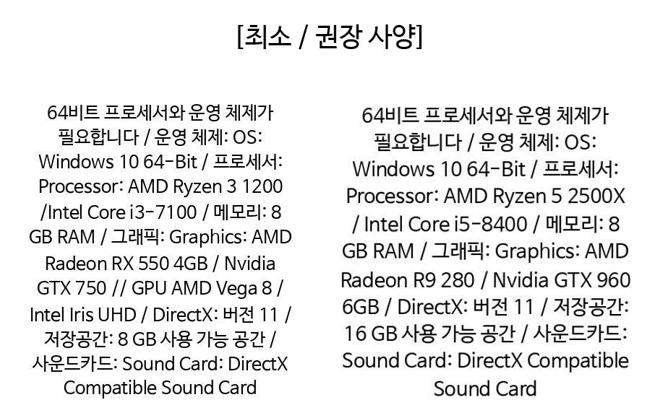 [최소 / 권장 사양]
64비트 프로세서와 운영 체제가
필요합니다 / 운영 체제: OS:
Windows 10 64-Bit / 프로세서:
Processor: AMD Ryzen 3 1200
/Intel Core i3-7100 / 메모리: 8
GB RAM / 그래픽: Graphics: AMD
Radeon RX 550 4GB / Nvidia
GTX 750 // GPU AMD Vega 8 /
Intel Iris UHD / DirectX: 버전 11 /
저장공간: 8 GB 사용 가능 공간 /
사운드카드: Sound Card: DirectX
Compatible Sound Card
64비트 프로세서와 운영 체제가
필요합니다 / 운영 체제: OS:
Windows 10 64-Bit / 프로세서:
Processor: AMD Ryzen 5 2500X
/ Intel Core i5-8400 / 메모리: 8
GB RAM / 그래픽: Graphics: AMD
Radeon R9 280 / Nvidia GTX 960
6GB / DirectX: 버전 11 / 저장공간:
16 GB 사용 가능 공간 / 사운드카드:
Sound Card: DirectX Compatible
Sound Card